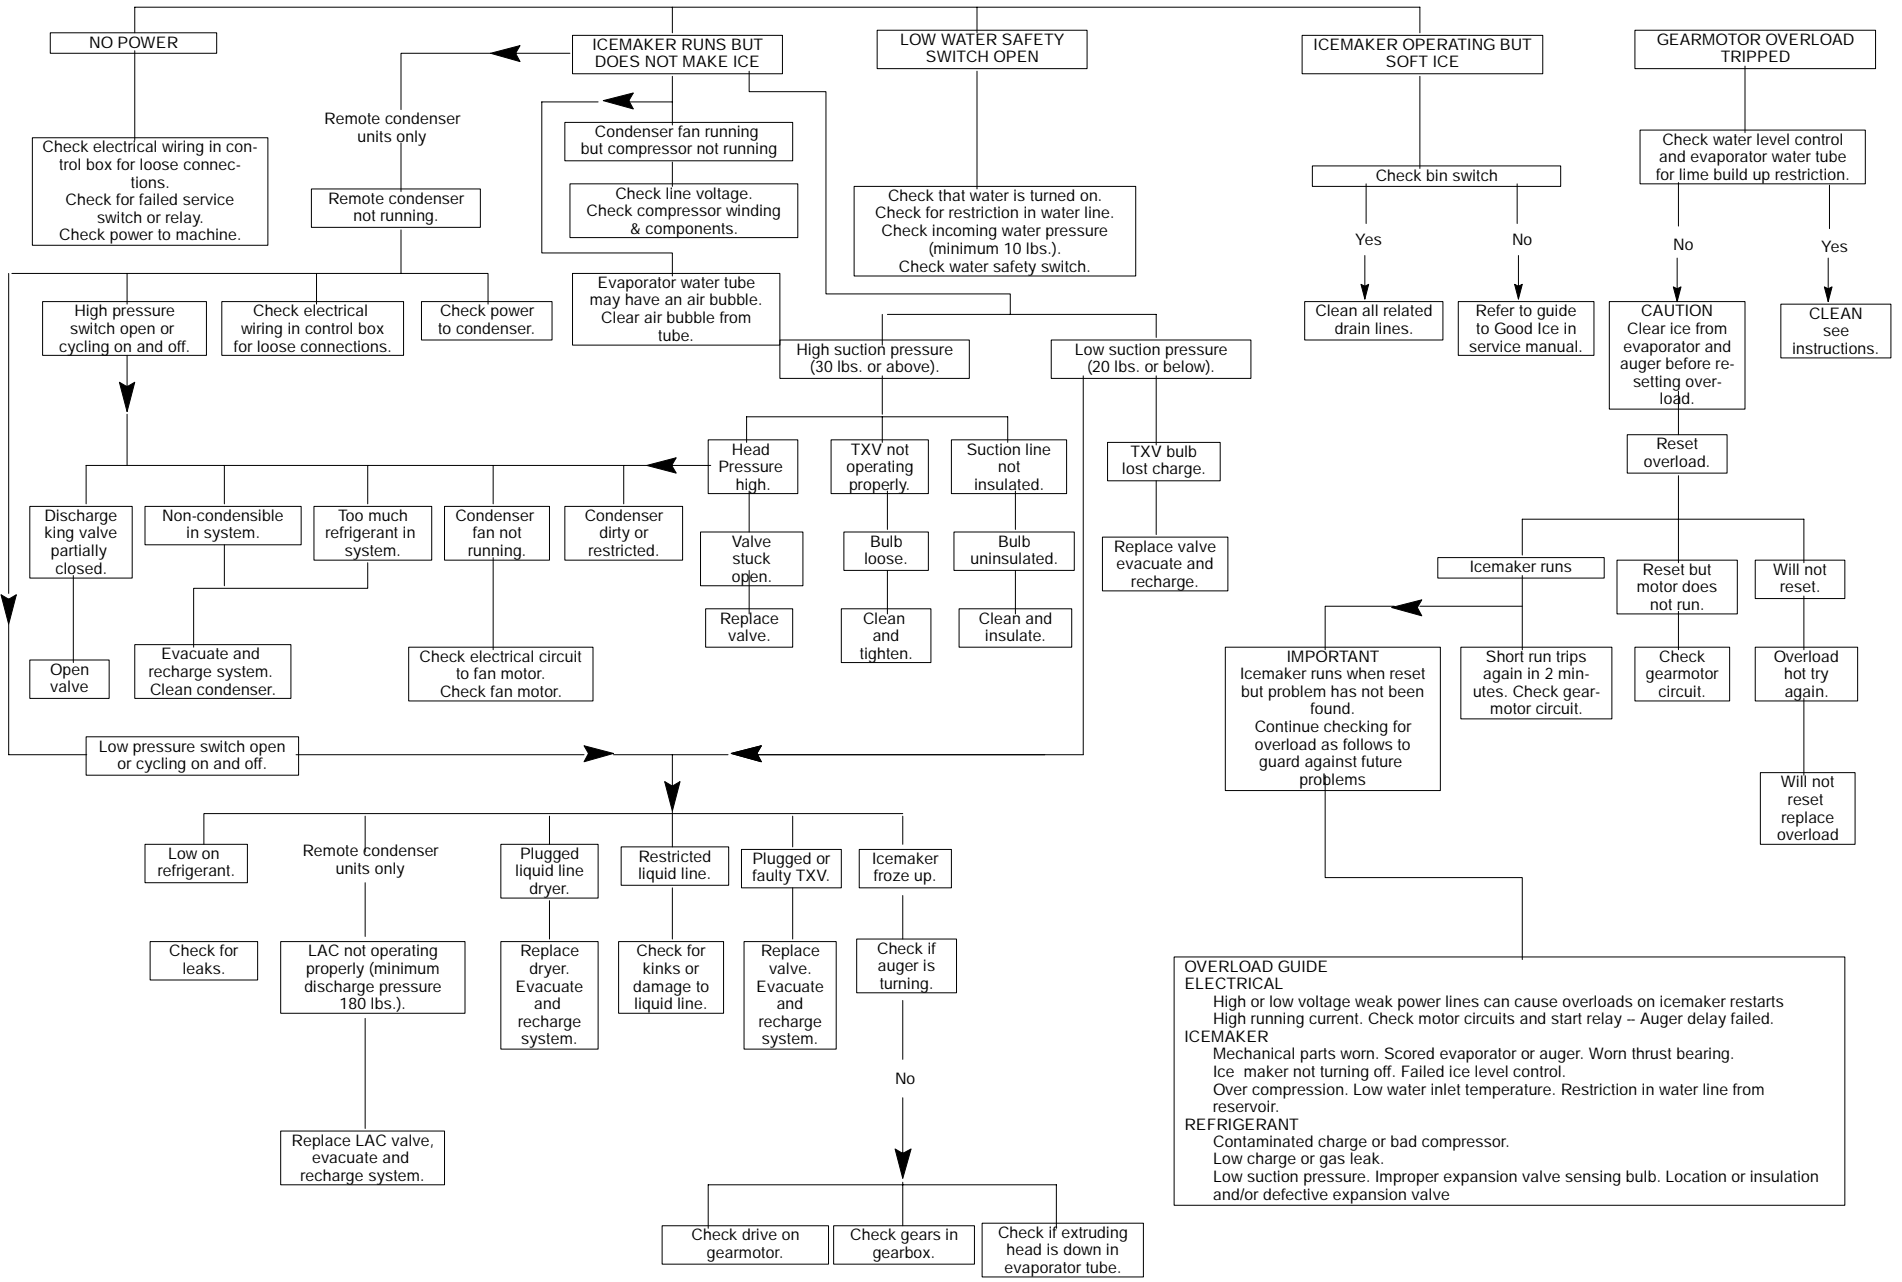 NO POWER
ICEMAKER RUNS BUT
DOES NOT MAKE ICE
LOW WATER SAFETY
SWITCH OPEN
ICEMAKER OPERATING BUT
SOFT ICE
GEARMOTOR OVERLOAD
TRIPPED
Check electrical wiring in con-
trol box for loose connec-
tions.
Check for failed service
switch or relay.
Check power to machine.
Remote condenser
units only
Remote condenser
not running.
Condenser fan running
but compressor not running
Check line voltage.
Check compressor winding
& components.
Check that water is turned on.
Check for restriction in water line.
Check incoming water pressure
(minimum 10 lbs.).
Check water safety switch.
Check bin switch
Check water level control
and evaporator water tube
for lime build up restriction.
Yes
No
No
Yes
High pressure
switch open or
cycling on and off.
Check electrical
wiring in control box
for loose connections.
Check power
to condenser.
Evaporator water tube
may have an air bubble.
Clear air bubble from
tube.
Clean all related
drain lines.
Refer to guide
to Good Ice in
service manual.
CAUTION
Clear ice from
evaporator and
auger before re-
setting over-
load.
CLEAN
see
instructions.
High suction pressure
(30 lbs. or above).
Low suction pressure
(20 lbs. or below).
Head
Pressure
high.
TXV not
operating
properly.
Suction line
not
insulated.
TXV bulb
lost charge.
Reset
overload.
Discharge
king valve
partially
closed.
Non-condensible
in system.
Too much
refrigerant in
system.
Condenser
fan not
running.
Condenser
dirty or
restricted.
Valve
stuck
open.
Bulb
loose.
Bulb
uninsulated.
Replace valve
evacuate and
recharge.
Icemaker runs
Reset but
motor does
not run.
Will not
reset.
Replace
valve.
Clean
and
tighten.
Clean and
insulate.
Open
valve
Evacuate and
recharge system.
Clean condenser.
Check electrical circuit
to fan motor.
Check fan motor.
IMPORTANT
Icemaker runs when reset
but problem has not been
found.
Continue checking for
overload as follows to
guard against future
problems
Short run trips
again in 2 min-
utes. Check gear-
motor circuit.
Check
gearmotor
circuit.
Overload
hot try
again.
Low pressure switch open
or cycling on and off.
Will not
reset
replace
overload
Low on
refrigerant.
Remote condenser
units only
Plugged
liquid line
dryer.
Restricted
liquid line.
Plugged or
faulty TXV.
Icemaker
froze up.
Check for
leaks.
LAC not operating
properly (minimum
discharge pressure
180 lbs.).
Replace
dryer.
Evacuate
and
recharge
system.
Check for
kinks or
damage to
liquid line.
Replace
valve.
Evacuate
and
recharge
system.
Check if
auger is
turning.
No
Replace LAC valve,
evacuate and
recharge system.
Check drive on
gearmotor.
Check gears in
gearbox.
Check if extruding
head is down in
evaporator tube.
OVERLOAD GUIDE
ELECTRICAL
High or low voltage weak power lines can cause overloads on icemaker restarts
High running current. Check motor circuits and start relay -- Auger delay failed.
ICEMAKER
Mechanical parts worn. Scored evaporator or auger. Worn thrust bearing.
Ice maker not turning off. Failed ice level control.
Over compression. Low water inlet temperature. Restriction in water line from
reservoir.
REFRIGERANT
Contaminated charge or bad compressor.
Low charge or gas leak.
Low suction pressure. Improper expansion valve sensing bulb. Location or insulation
and/or defective expansion valve